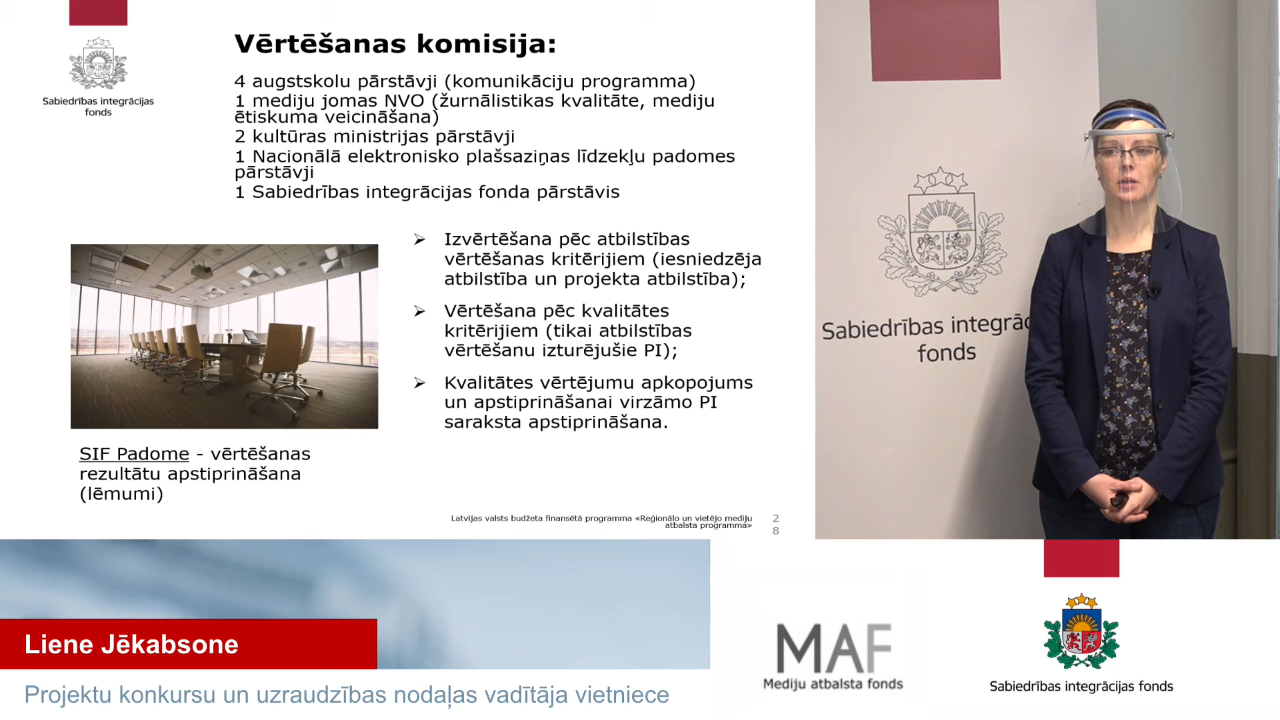 Sabiedrības integrācijas
fonds
Vērtēšanas komisija:
4 augstskolu pārstāvji (komunikāciju programma)
1 mediju jomas NVO (žurnālistikas kvalitāte, mediju
ētiskuma veicināšana)
2 kultūras ministrijas pārstāvji
1 Nacionālā elektronisko plašsaziņas līdzekļu padomes
pārstāvji
1 Sabiedrības integrācijas fonda pārstāvis
➢ Izvērtēšana pēc atbilstības
vērtēšanas kritērijiem (iesniedzēja
atbilstība un projekta atbilstība);
➢ Vērtēšana pēc kvalitātes
kritērijiem (tikai atbilstības
vērtēšanu izturējušie PI);
➢ Kvalitātes vērtējumu apkopojums
un apstiprināšanai virzāmo PI
saraksta apstiprināšana.
SIF Padome - vērtēšanas
rezultātu apstiprināšana
(lēmumi)
Latvijas valsts budžeta finansētā programma «Reģionālo un vietējo mediju
atbalsta programma»
2
8
Sabiedrības integrāc
fonds
Liene Jēkabsone
Projektu konkursu un uzraudzības nodaļas vadītāja vietniece
MAF
Mediju atbalsta fonds
Sabiedrības integrācijas fonds